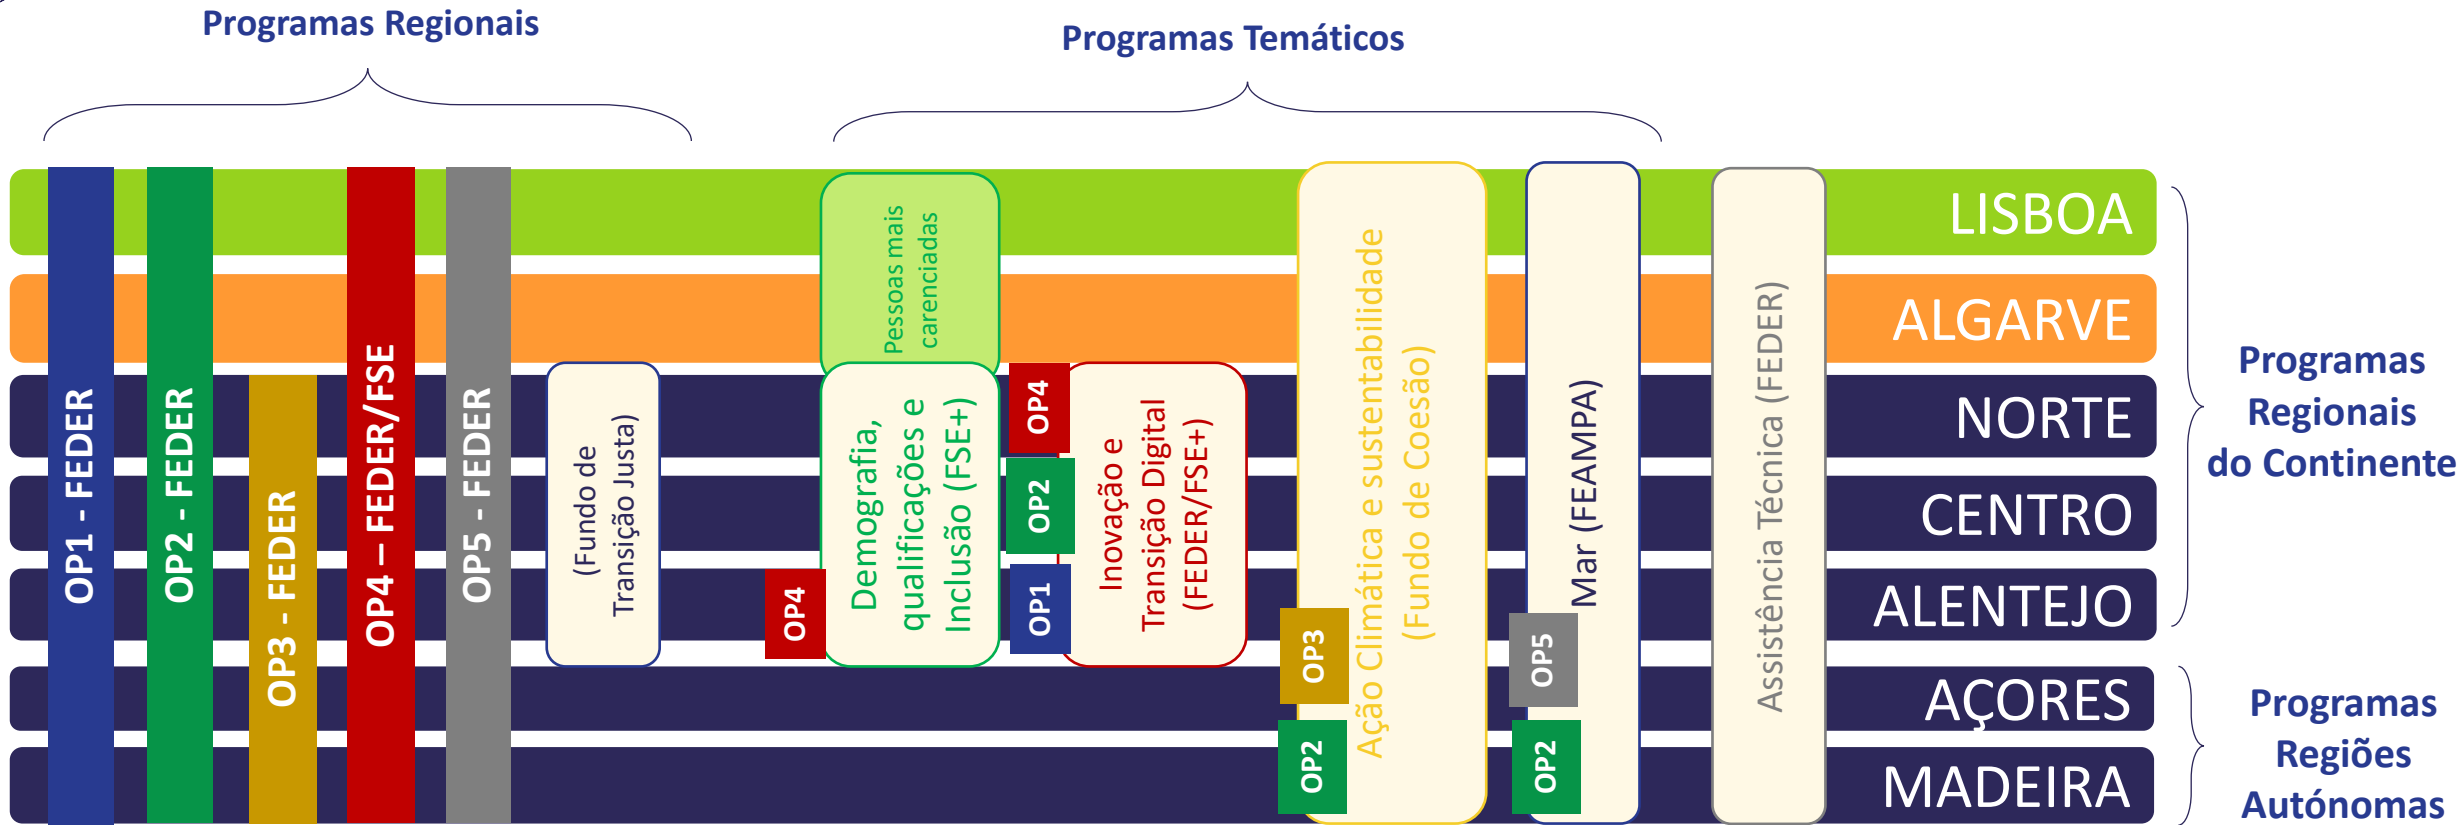 Programas Regionais
Programas Temáticos
OP1 - FEDER
OP2 - FEDER
OP3 - FEDER
OP4 – FEDER/FSE
OP5 - FEDER
(Fundo de
Transição Justa)
Pessoas mais
carenciadas
OP4
Demografia,
qualificações e
Inclusão (FSE+)
OP4
OP2
OP1
Inovação e
Transição Digital
(FEDER/FSE+)
Ação Climática e sustentabilidade
(Fundo de Coesão)
OP3
OP2
Mar (FEAMPA)
OP5
OP2
Assistência Técnica (FEDER)
LISBOA
ALGARVE
NORTE
CENTRO
ALENTEJO
AÇORES
MADEIRA
Programas
Regionais
do Continente
Programas
Regiões
Autónomas